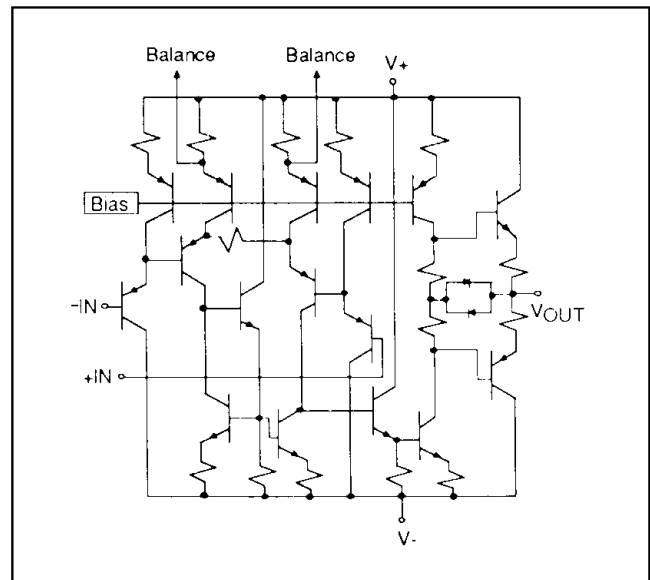 Balance
Balance
V+
Bias
–IN
VOUT
+IN
V-